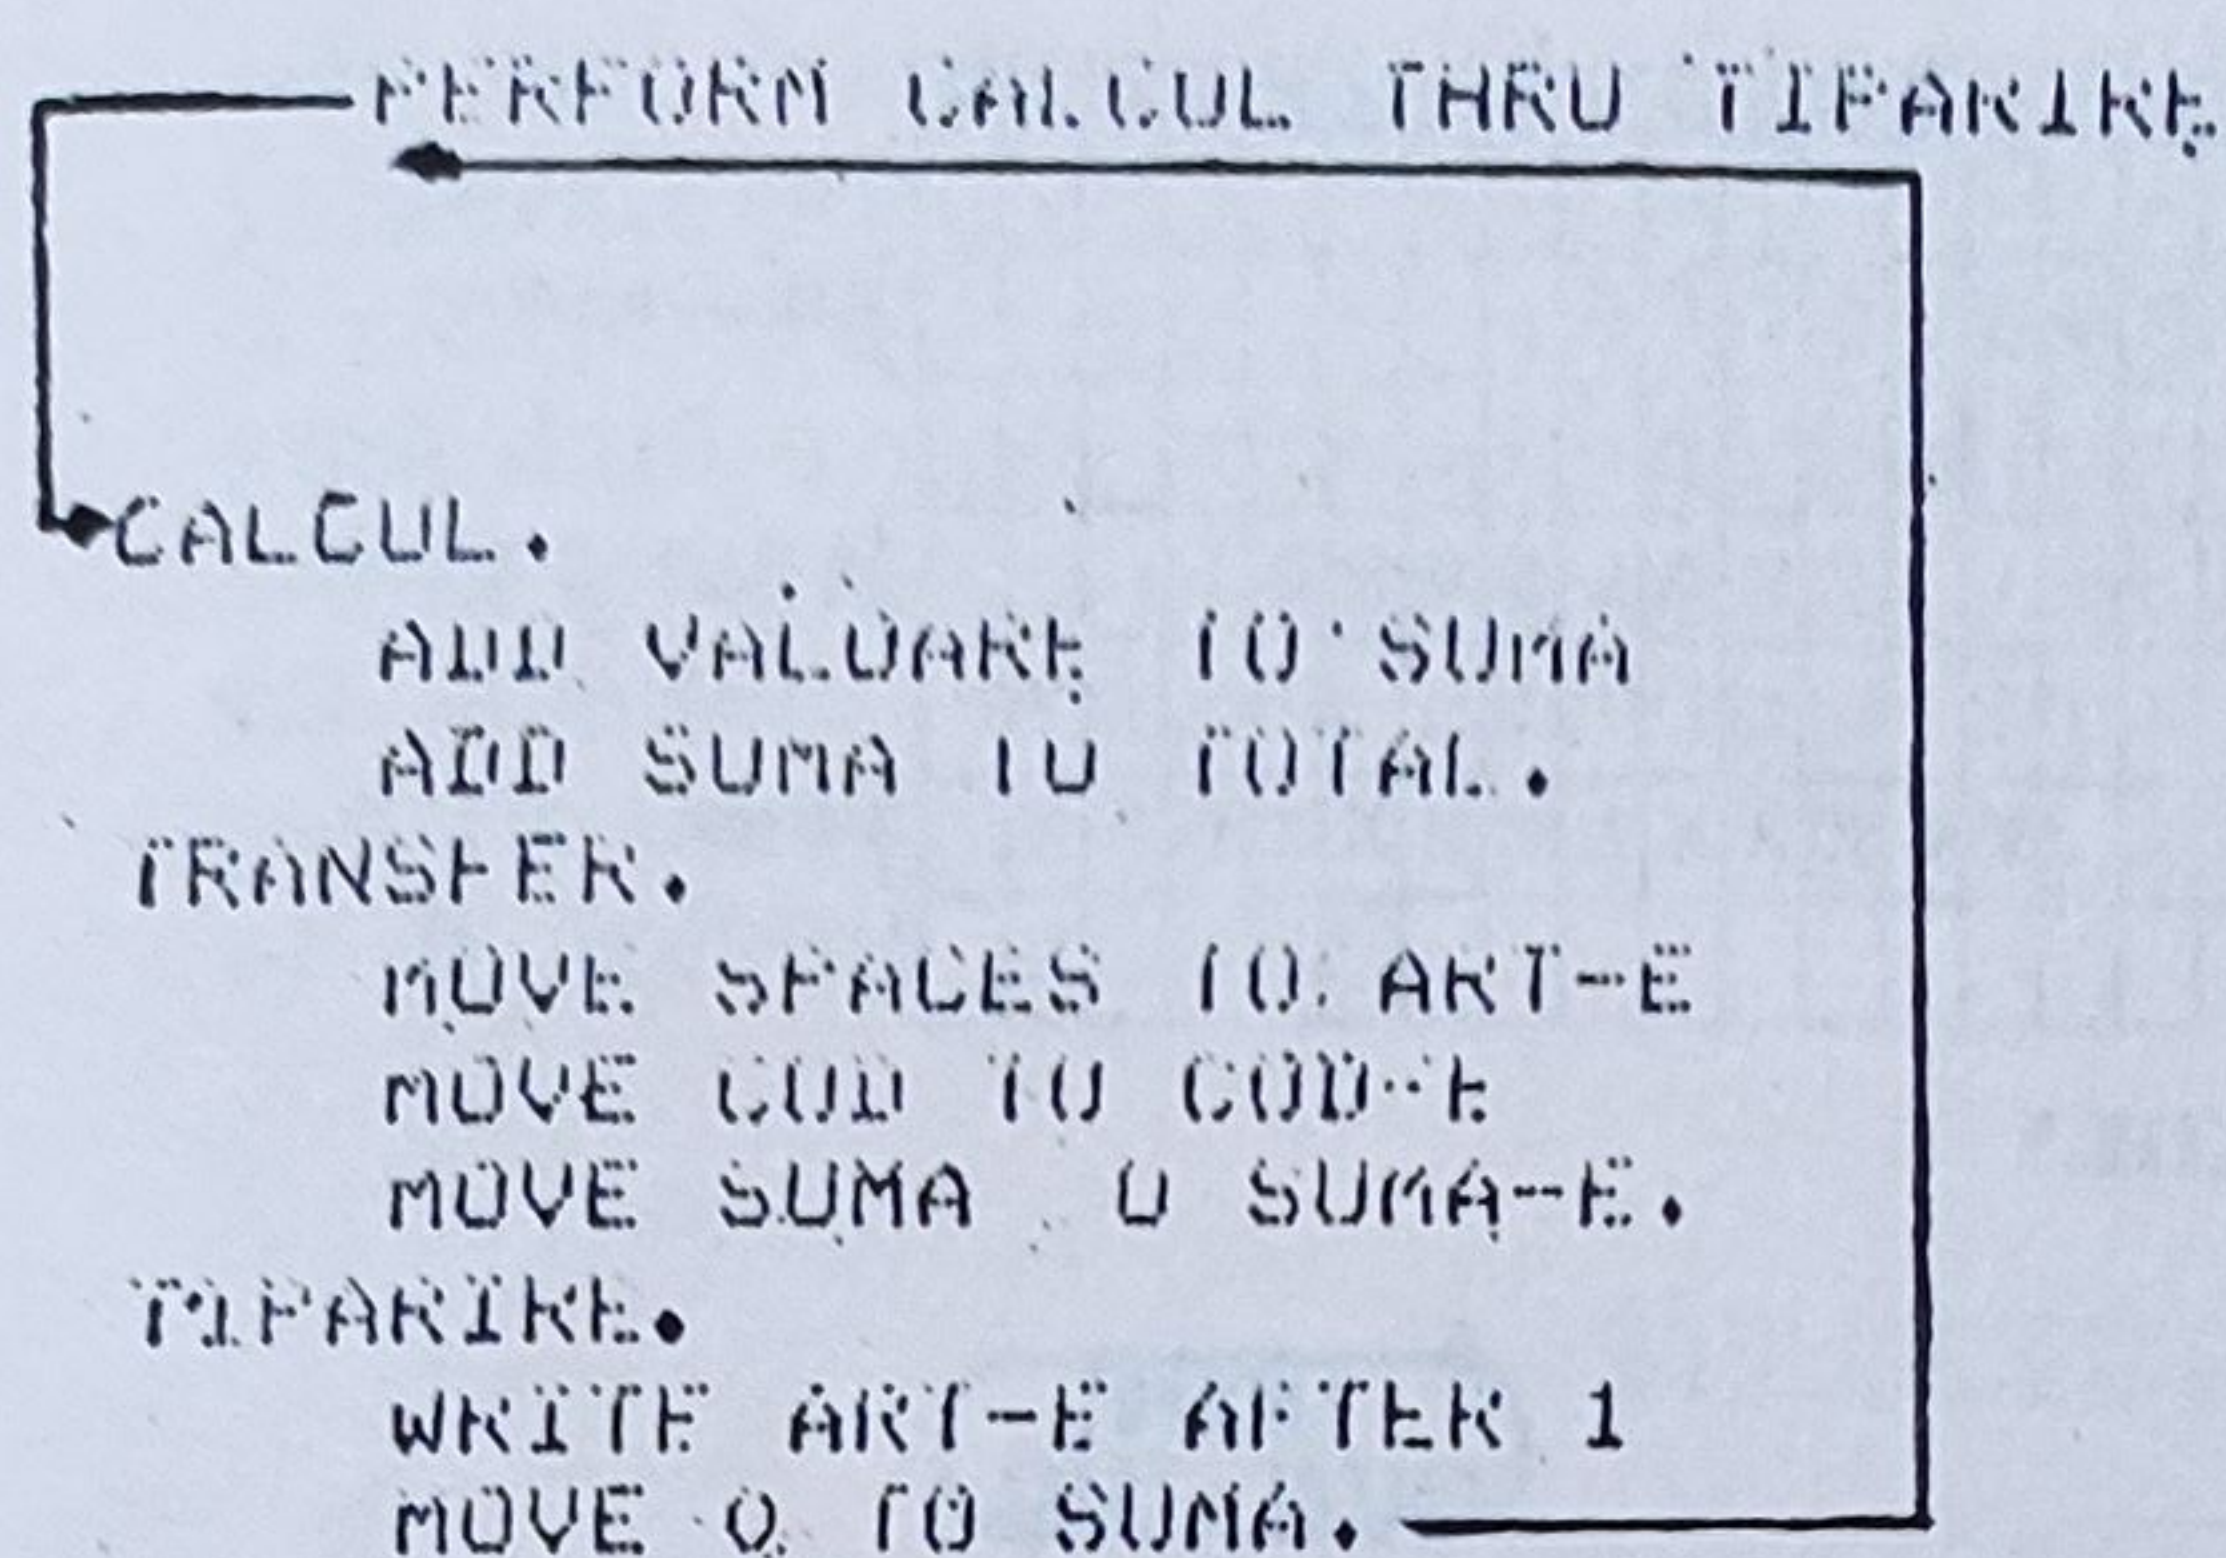 PERFORM CALCUL THRU TIPARIRE
CALCUL.
ADD VALOARE TO SUMA
ADD SUMA TO TOTAL.
TRANSFER.
MOVE SPACES TO ART-E
MOVE COD TO COD-E
MOVE SUMA O SUMA-E.
TIPARIRE.
WRITE ART-E AFTER 1
MOVE 0 TO SUMA.